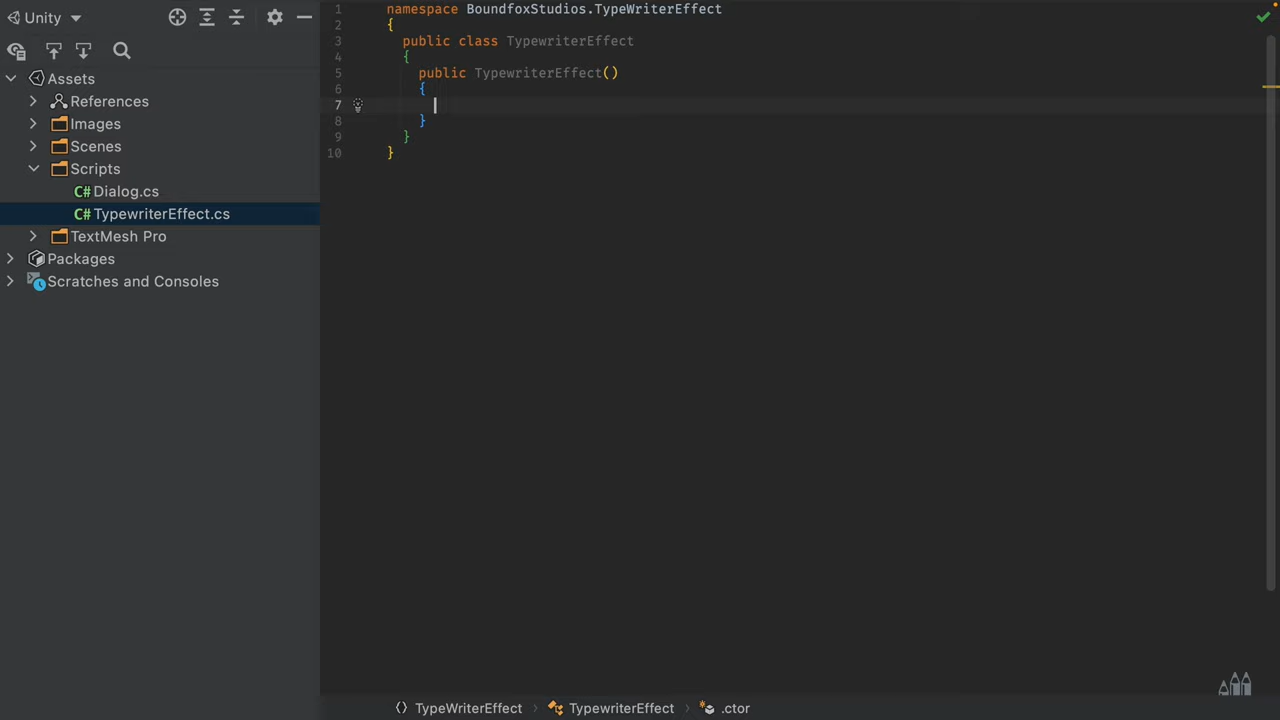 Unity
Assets
References
Images
Scenes
Scripts
C# Dialog.cs
C# TypewriterEffect.cs
TextMesh Pro
Packages
Scratches and Consoles
1 namespace BoundfoxStudios.TypeWriterEffect
2 {
3 public class TypewriterEffect
4 {
5 public TypewriterEffect()
6 {
7
8 }
9 }
10 }
TypeWriterEffect
TypewriterEffect
.ctor